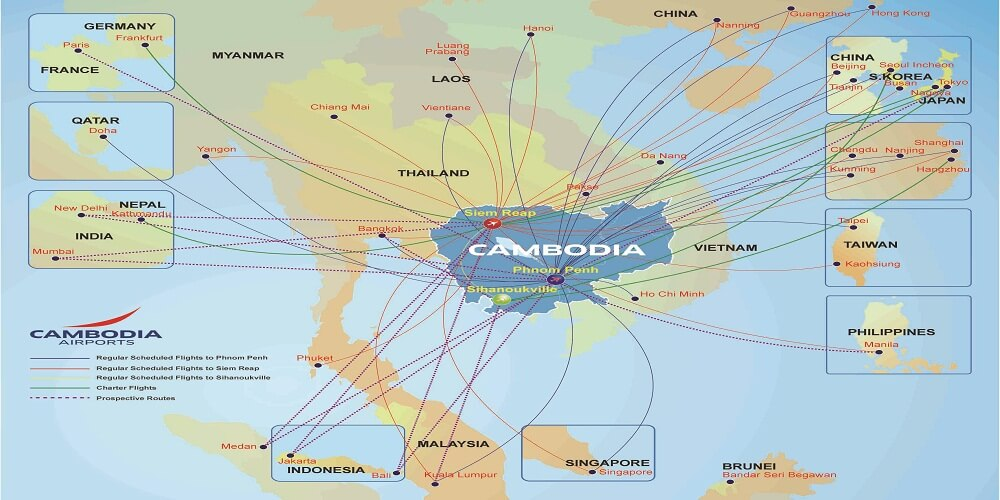 GERMANY
Paris
Frankfurt
FRANCE
QATAR
Doha
New Delhi
NEPAL
Kathmandu
INDIA
Mumbai
MYANMAR
Yangon
Chiang Mai
Luang
Prabang
LAOS
Vientiane
Hanoi
THAILAND
Bangkok
CHINA
Nanning
Guangzhou
Hong Kong
Da Nang
Pakse
Siem Reap
CAMBODIA
Phnom Penh
Sihanoukville
VIETNAM
Ho Chi Minh
CHINA
Beijing
Seoul Incheon
S.KOREA
Tianjin
Busan
Tokyo
Nagoya
JAPAN
Chengdu
Nanjing
Shanghai
Kunming
Hangzhou
Taipei
TAIWAN
Kaohsiung
PHILIPPINES
Manila
CAMBODIA
AIRPORTS
Regular Scheduled Flights to Phnom Penh
Regular Scheduled Flights to Siem Reap
Regular Scheduled Flights to Sihanoukville
Charter Flights
Prospective Routes
Phuket
Medan
Jakarta
INDONESIA
Bali
MALAYSIA
Kuala Lumpur
SINGAPORE
Singapore
BRUNEI
Bandar Seri Begawan